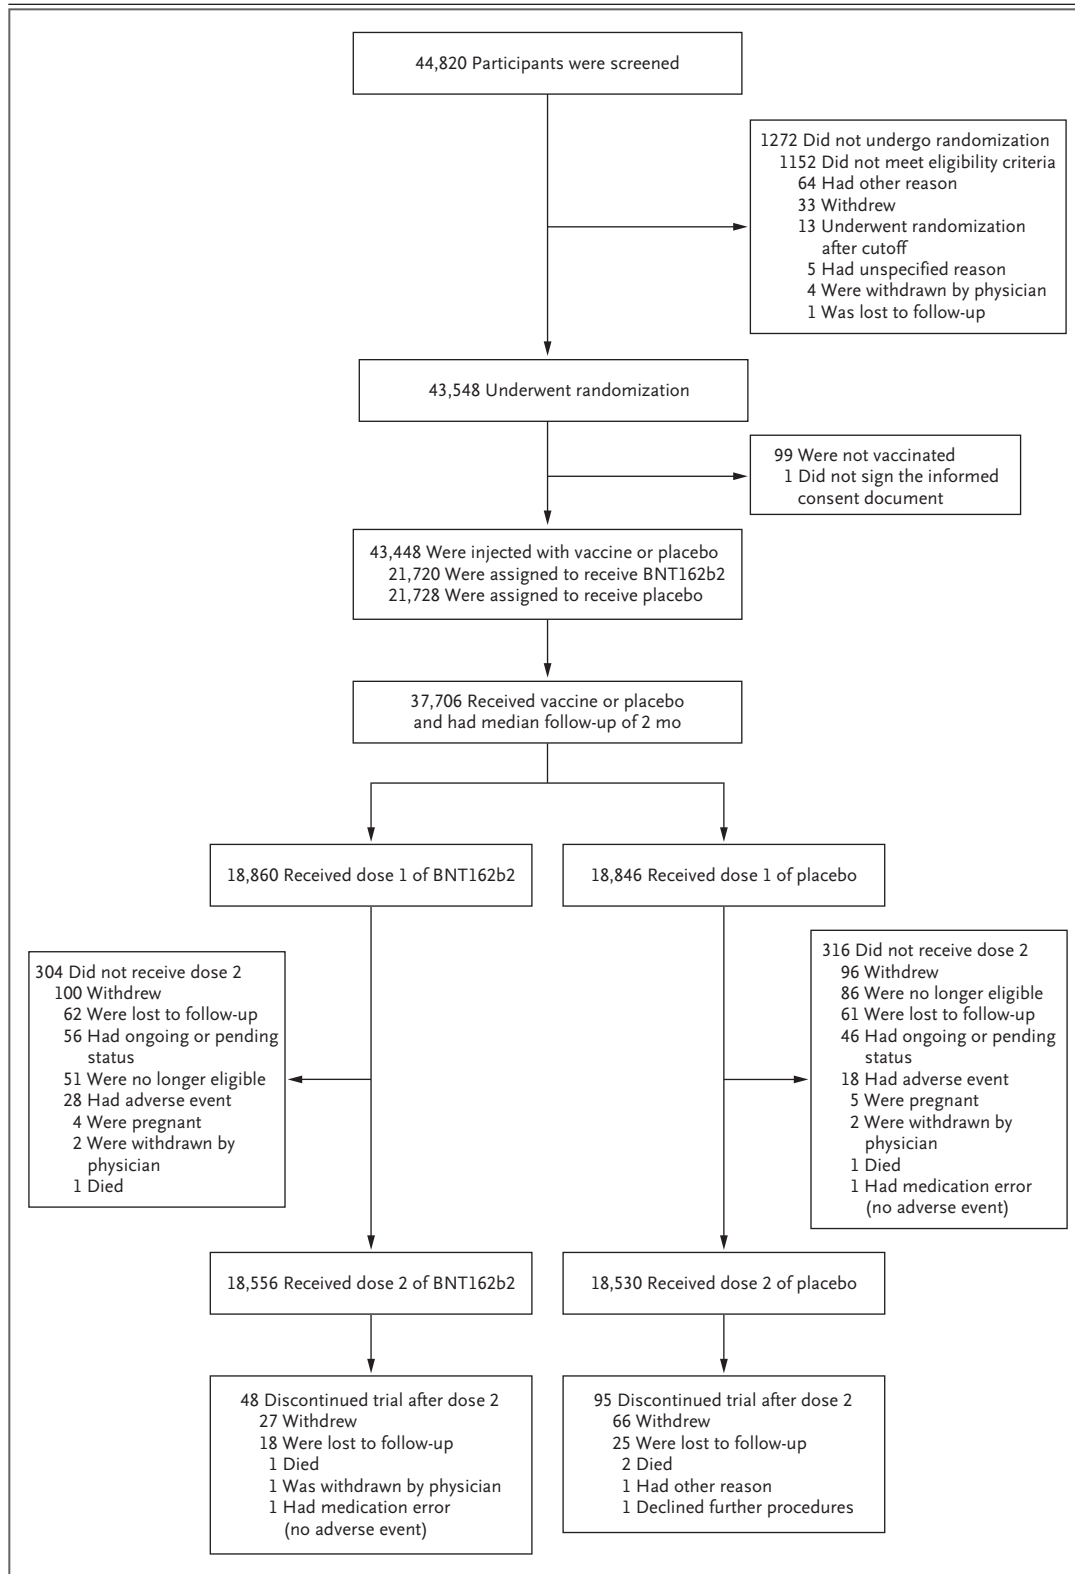 44,820 Participants were screened
1272 Did not undergo randomization
1152 Did not meet eligibility criteria
64 Had other reason
33 Withdrew
13 Underwent randomization
after cutoff
5 Had unspecified reason
4 Were withdrawn by physician
1 Was lost to follow-up
43,548 Underwent randomization
99 Were not vaccinated
1 Did not sign the informed
consent document
43,448 Were injected with vaccine or placebo
21,720 Were assigned to receive BNT162b2
21,728 Were assigned to receive placebo
37,706 Received vaccine or placebo
and had median follow-up of 2 mo
18,860 Received dose 1 of BNT162b2
18,846 Received dose 1 of placebo
304 Did not receive dose 2
100 Withdrew
62 Were lost to follow-up
56 Had ongoing or pending
status
51 Were no longer eligible
28 Had adverse event
4 Were pregnant
2 Were withdrawn by
physician
1 Died
316 Did not receive dose 2
96 Withdrew
86 Were no longer eligible
61 Were lost to follow-up
46 Had ongoing or pending
status
18 Had adverse event
5 Were pregnant
2 Were withdrawn by
physician
1 Died
1 Had medication error
(no adverse event)
18,556 Received dose 2 of BNT162b2
18,530 Received dose 2 of placebo
48 Discontinued trial after dose 2
27 Withdrew
18 Were lost to follow-up
1 Died
1 Was withdrawn by physician
1 Had medication error
(no adverse event)
95 Discontinued trial after dose 2
66 Withdrew
25 Were lost to follow-up
2 Died
1 Had other reason
1 Declined further procedures